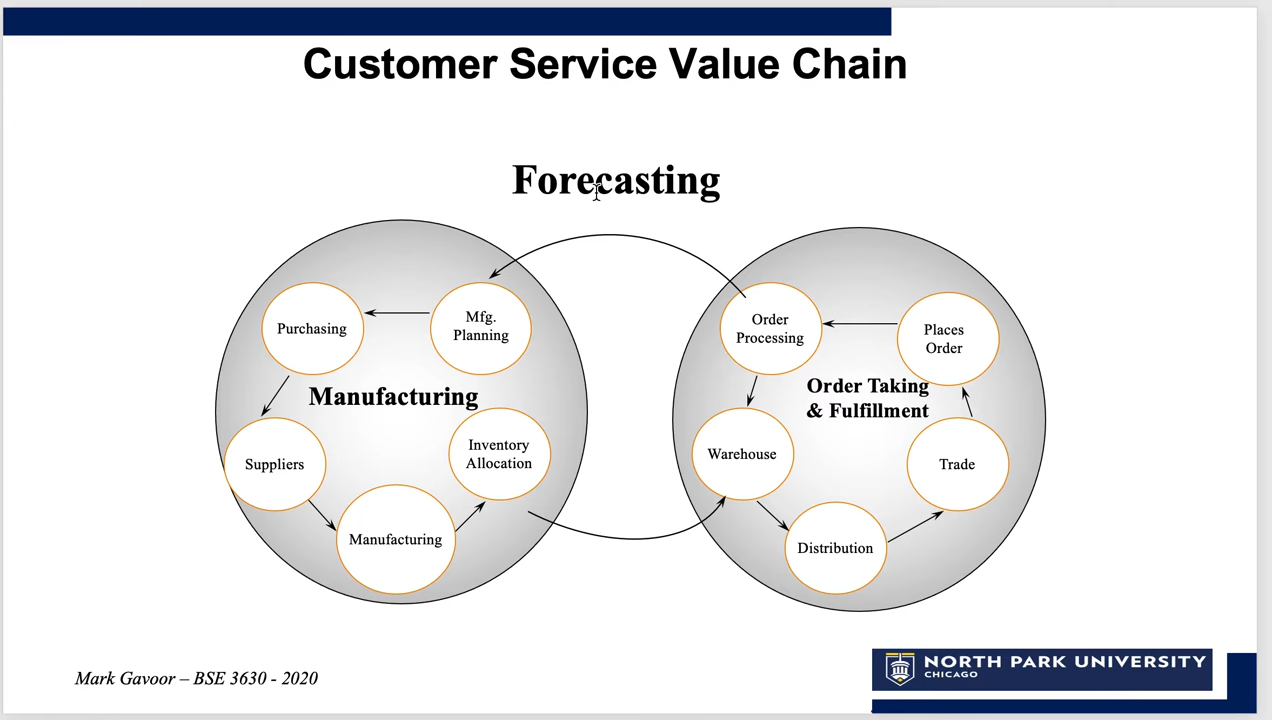 Customer Service Value Chain
Forecasting
Purchasing
Mfg.
Planning
Manufacturing
Suppliers
Inventory
Allocation
Manufacturing
Order
Processing
Places
Order
Order Taking
& Fulfillment
Warehouse
Trade
Distribution
Mark Gavoor – BSE 3630 - 2020
NORTH PARK UNIVERSITY
CHICAGO